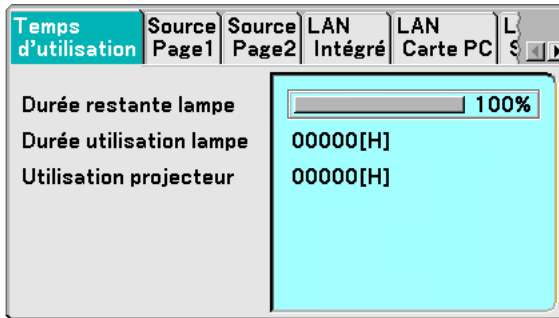 Temps d'utilisation
Source Page1
Source Page2
LAN Intégré
LAN Carte PC
Durée restante lampe 100%
Durée utilisation lampe 00000[H]
Utilisation projecteur 00000[H]